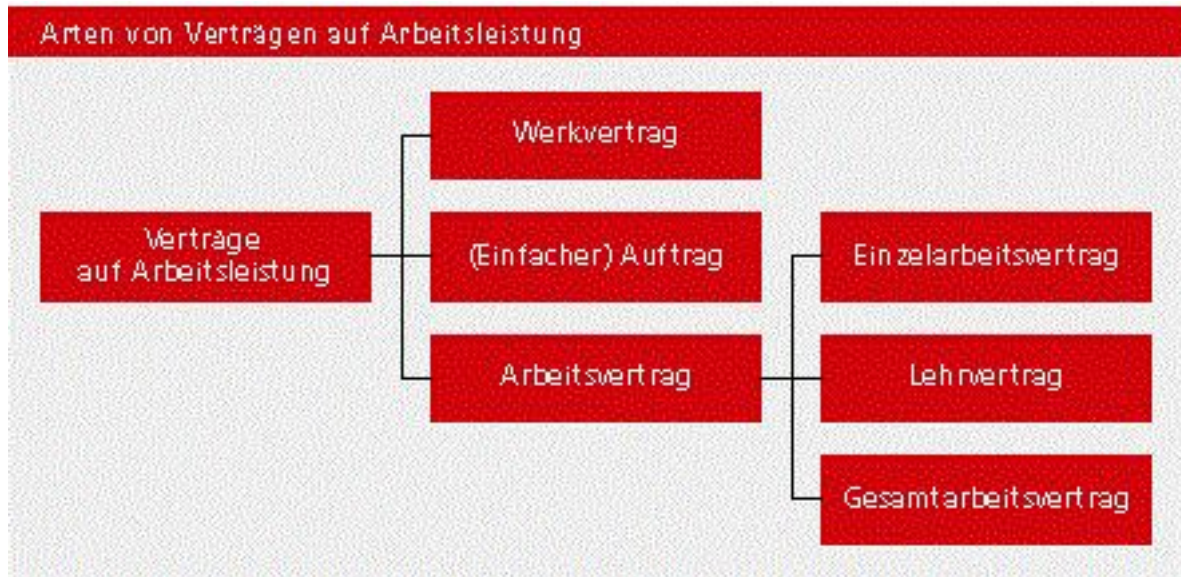 Arten von Verträgen auf Arbeitsleistung
Werkvertrag
Verträge
auf Arbeitsleistung
(Einfacher) Auftrag
Einzelarbeitsvertrag
Arbeitsvertrag
Lehrvertrag
Gesamtarbeitsvertrag